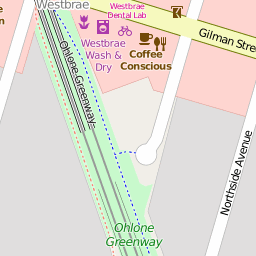 Westbrae
Westbrae
Dental Lab
Westbrae
Wash &
Dry
Coffee
Conscious
Gilman Stre
Ohlone Greenway
Northside Avenue
Ohlone
Greenway